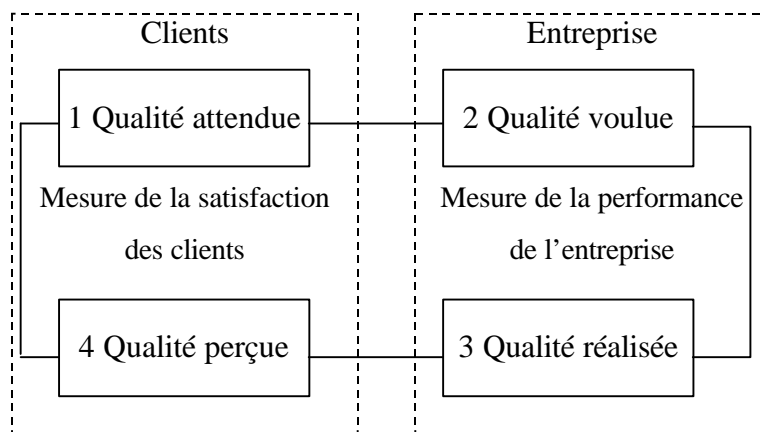 Clients
Entreprise
1 Qualité attendue
2 Qualité voulue
Mesure de la satisfaction
des clients
Mesure de la performance
de l’entreprise
4 Qualité perçue
3 Qualité réalisée